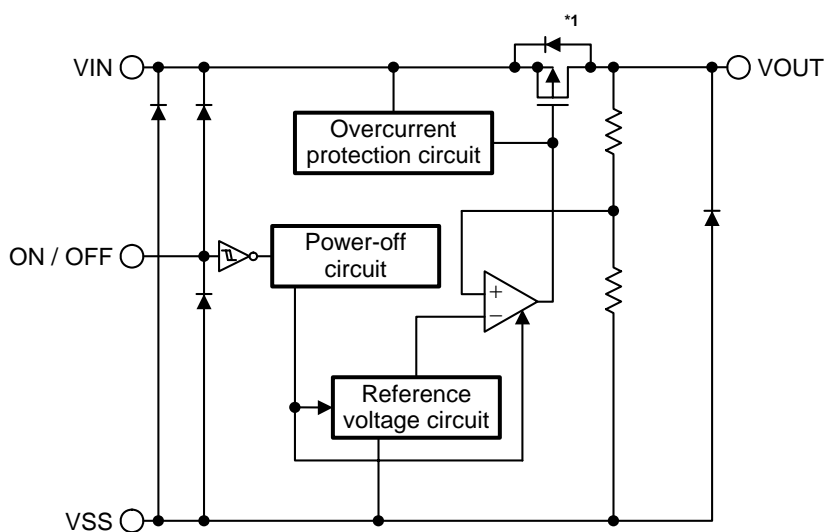 *1
VIN
VOUT
Overcurrent
protection circuit
ON / OFF
Power-off
circuit
+
−
Reference
voltage circuit
VSS